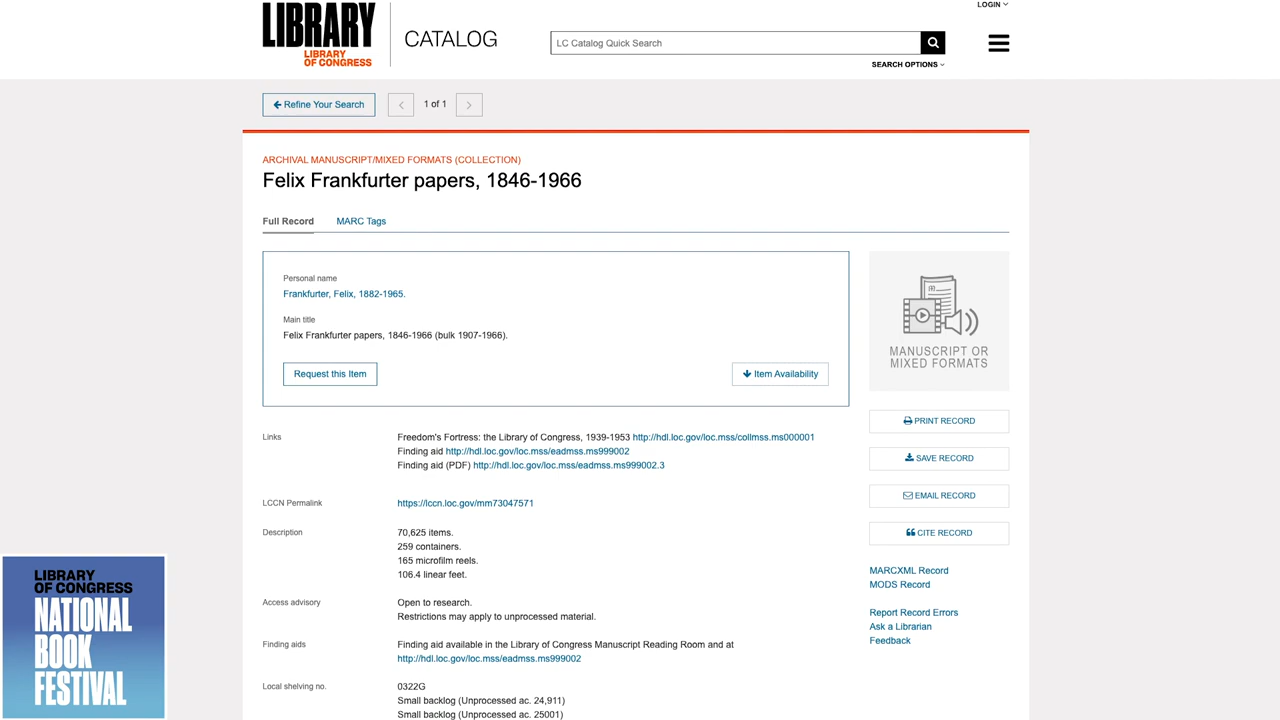 LOGIN
LIBRARY
LIBRARY
OF CONGRESS
CATALOG
LC Catalog Quick Search
SEARCH OPTIONS
Refine Your Search
1 of 1
ARCHIVAL MANUSCRIPT/MIXED FORMATS (COLLECTION)
Felix Frankfurter papers, 1846-1966
Full Record MARC Tags
Personal name
Frankfurter, Felix, 1882-1965.
Main title
Felix Frankfurter papers, 1846-1966 (bulk 1907-1966).
Request this Item
Item Availability
MANUSCRIPT OR
MIXED FORMATS
PRINT RECORD
SAVE RECORD
EMAIL RECORD
CITE RECORD
MARCXML Record
MODS Record
Report Record Errors
Ask a Librarian
Feedback
Links
Freedom's Fortress: the Library of Congress, 1939-1953 http://hdl.loc.gov/loc.mss/collmss.ms000001
Finding aid http://hdl.loc.gov/loc.mss/eadmss.ms999002
Finding aid (PDF) http://hdl.loc.gov/loc.mss/eadmss.ms999002.3
LCCN Permalink
https://lccn.loc.gov/mm73047571
Description
70,625 items.
259 containers.
165 microfilm reels.
106.4 linear feet.
Access advisory
Open to research.
Restrictions may apply to unprocessed material.
Finding aids
Finding aid available in the Library of Congress Manuscript Reading Room and at
http://hdl.loc.gov/loc.mss/eadmss.ms999002
Local shelving no.
0322G
Small backlog (Unprocessed ac. 24,911)
Small backlog (Unprocessed ac. 25001)
LIBRARY
OF CONGRESS
NATIONAL
BOOK
FESTIVAL